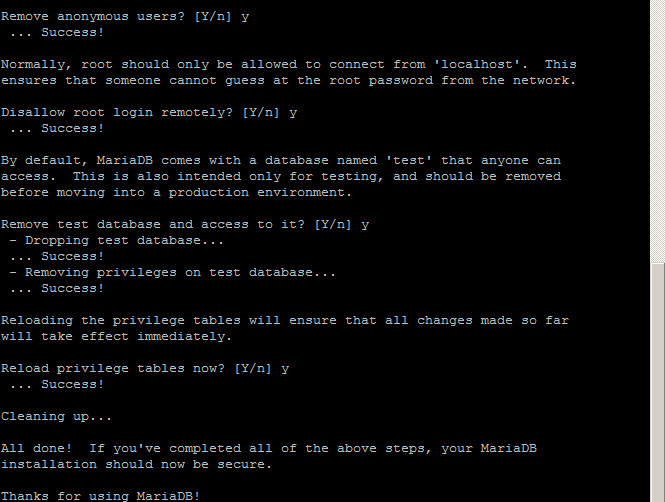 Remove anonymous users? [Y/n] y
... Success!
Normally, root should only be allowed to connect from 'localhost'.  This
ensures that someone cannot guess at the root password from the network.
Disallow root login remotely? [Y/n] y
... Success!
By default, MariaDB comes with a database named 'test' that anyone can
access.  This is also intended only for testing, and should be removed
before moving into a production environment.
Remove test database and access to it? [Y/n] y
- Dropping test database...
... Success!
- Removing privileges on test database...
... Success!
Reloading the privilege tables will ensure that all changes made so far
will take effect immediately.
Reload privilege tables now? [Y/n] y
... Success!
Cleaning up...
All done!  If you've completed all of the above steps, your MariaDB
installation should now be secure.
Thanks for using MariaDB!